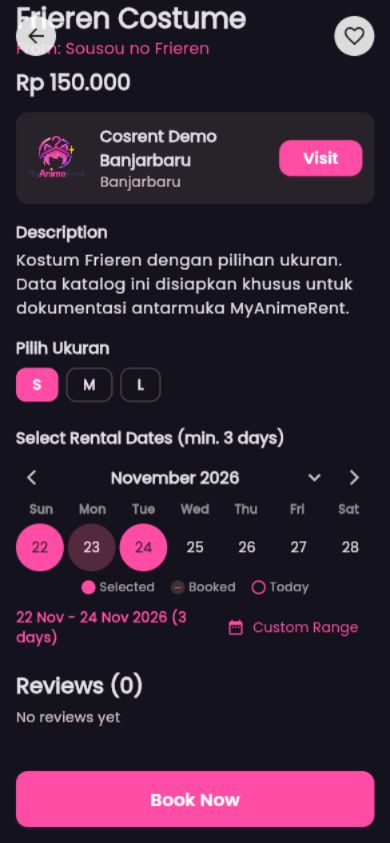 Frieren Costume
From: Sousou no Frieren
Rp 150.000
Cosrent Demo
Banjarbaru
Banjarbaru
MyAnimeRent
Visit
Description
Kostum Frieren dengan pilihan ukuran.
Data katalog ini disiapkan khusus untuk
dokumentasi antarmuka MyAnimeRent.
Pilih Ukuran
S M L
Select Rental Dates (min. 3 days)
November 2026
Sun Mon Tue Wed Thu Fri Sat
22 23 24 25 26 27 28
Selected Booked Today
22 Nov - 24 Nov 2026 (3
days)
Custom Range
Reviews (0)
No reviews yet
Book Now